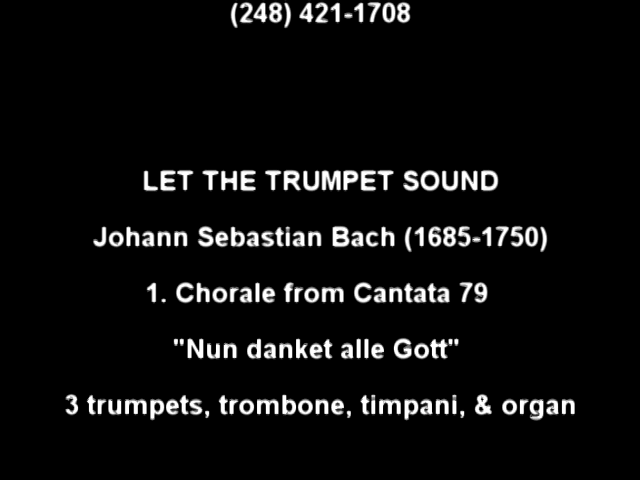 (248) 421-1708
LET THE TRUMPET SOUND
Johann Sebastian Bach (1685-1750)
1. Chorale from Cantata 79
"Nun danket alle Gott"
3 trumpets, trombone, timpani, & organ